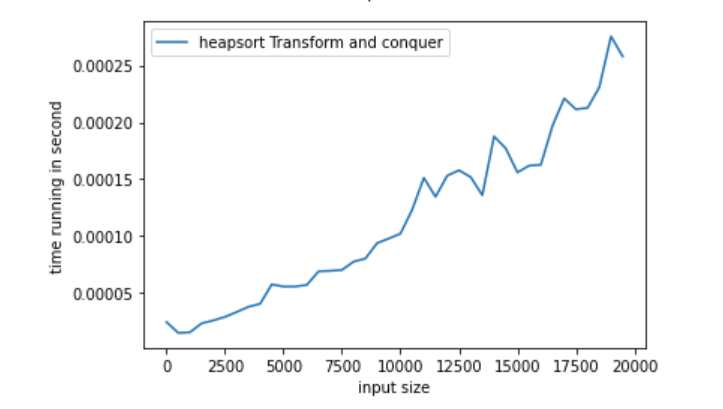 heapsort Transform and conquer
0.00025
0.00020
0.00015
0.00010
0.00005
time running in second
0 2500 5000 7500 10000 12500 15000 17500 20000
input size